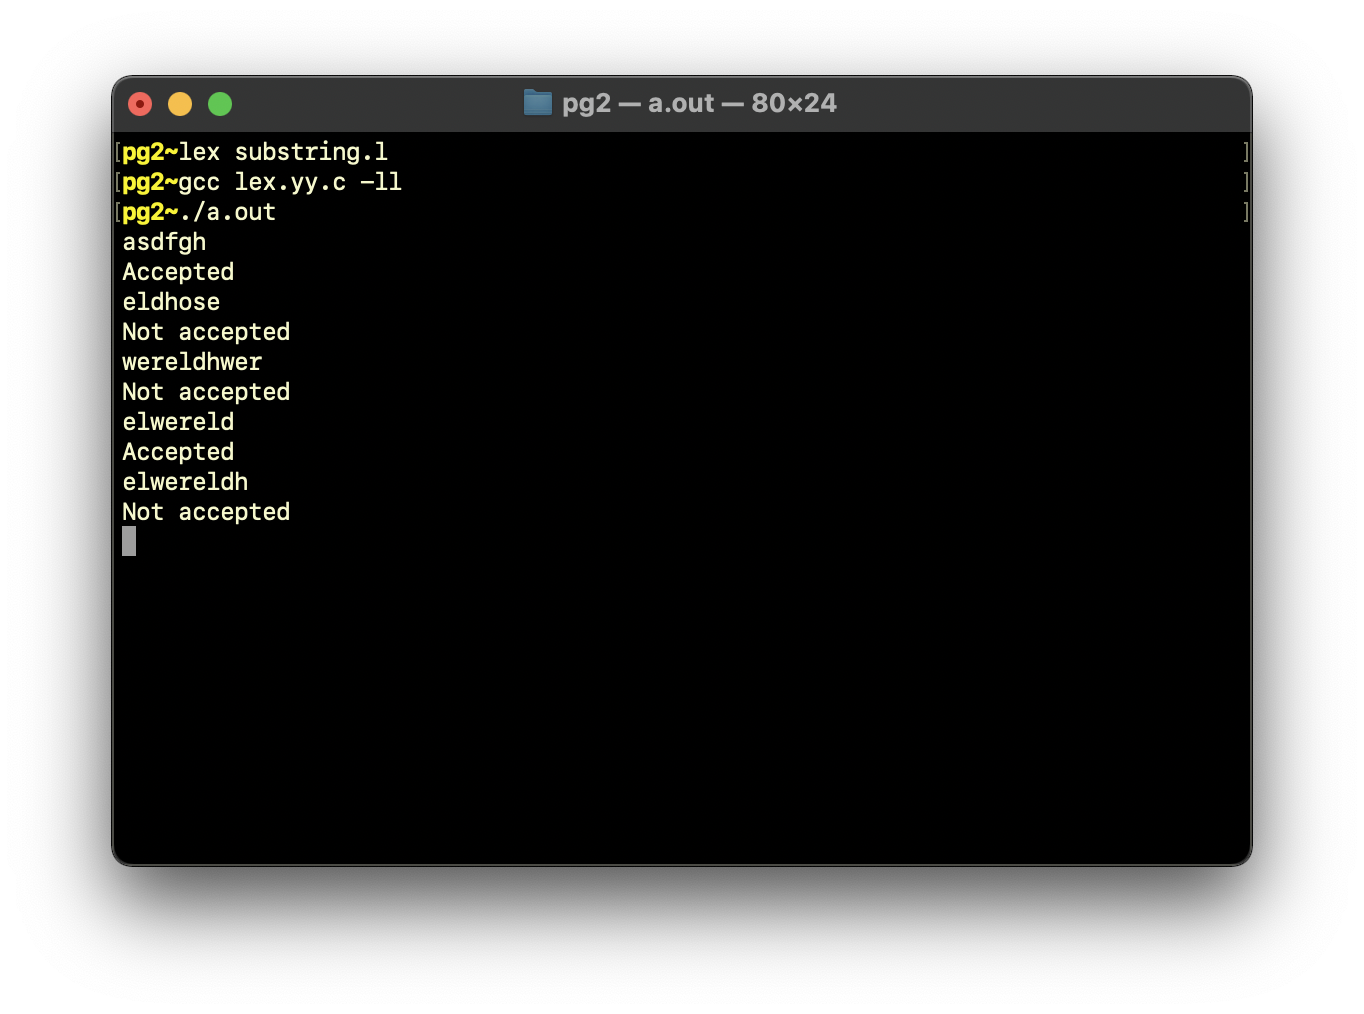 pg2 — a.out — 80×24
[pg2~lex substring.l ]
[pg2~gcc lex.yy.c -ll ]
[pg2~./a.out ]
asdfgh
Accepted
eldhose
Not accepted
wereldhwer
Not accepted
elwereld
Accepted
elwereldh
Not accepted